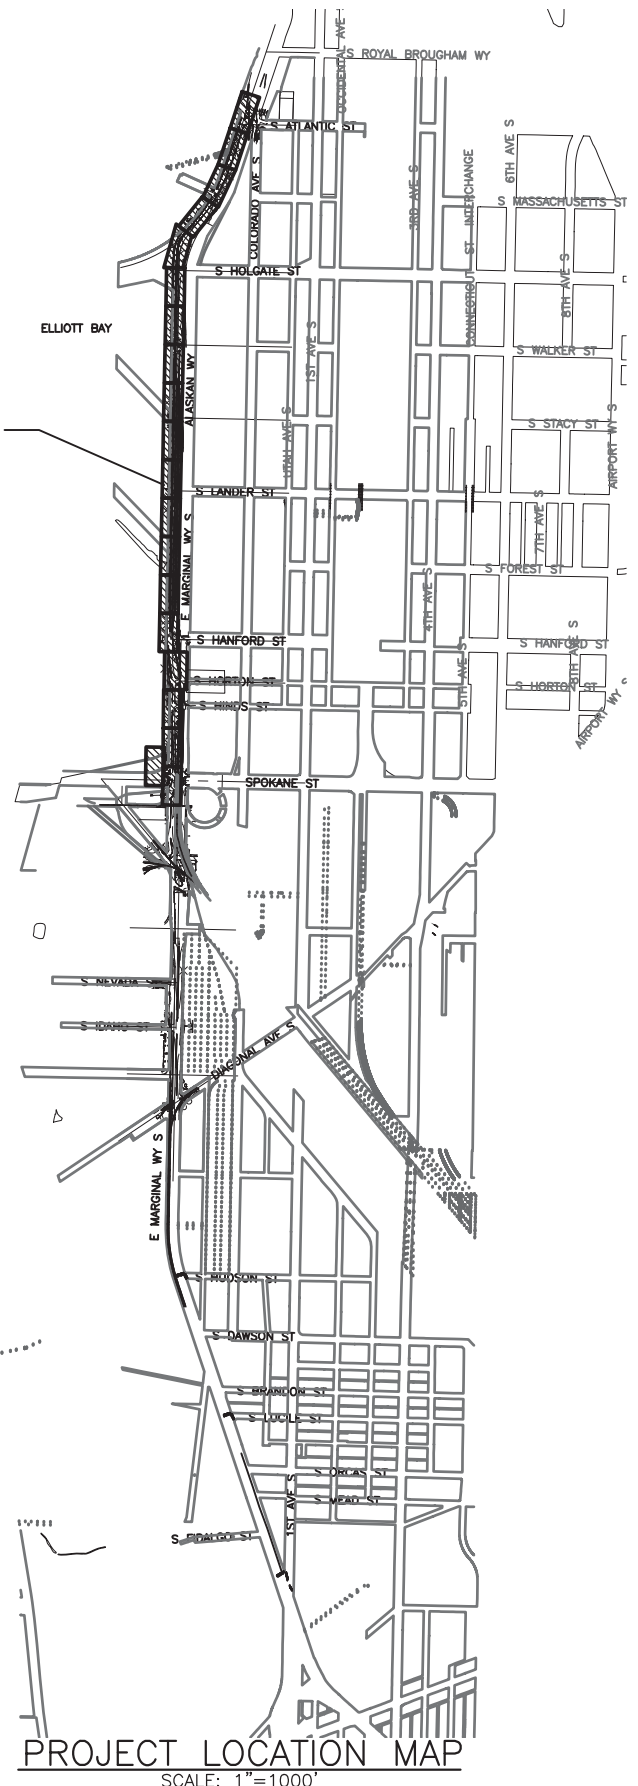 OCCIDENTAL AVE
S ROYAL BROUGHAM WY
S ATLANTIC ST
6TH AVE S
COLORADO AVE S
3RD AVE S
CONNECTICUT ST INTERCHANGE
S MASSACHUSETTS ST
S HOLGATE ST
8TH AVE S
ELLIOTT BAY
1ST AVE S
ALASKAN WY
S WALKER ST
UTAH AVE S
S STACY ST
AIRPORT WY S
S LANDER ST
7TH AVE S
E MARGINAL WY S
S FOREST ST
4TH AVE S
S HANFORD ST
S HANFORD ST
8TH AVE S
5TH AVE S
S HORTON ST
S HORTON ST
S HINDS ST
AIRPORT WY S
SPOKANE ST
S NEVADA ST
S IDAHO ST
DIAGONAL AVE S
E MARGINAL WY S
S HUDSON ST
S DAWSON ST
S BRANDON ST
S LUCILE ST
S ORCAS ST
S MEAD ST
1ST AVE S
S FIDALGO ST
PROJECT LOCATION MAP
SCALE: 1"=1000'